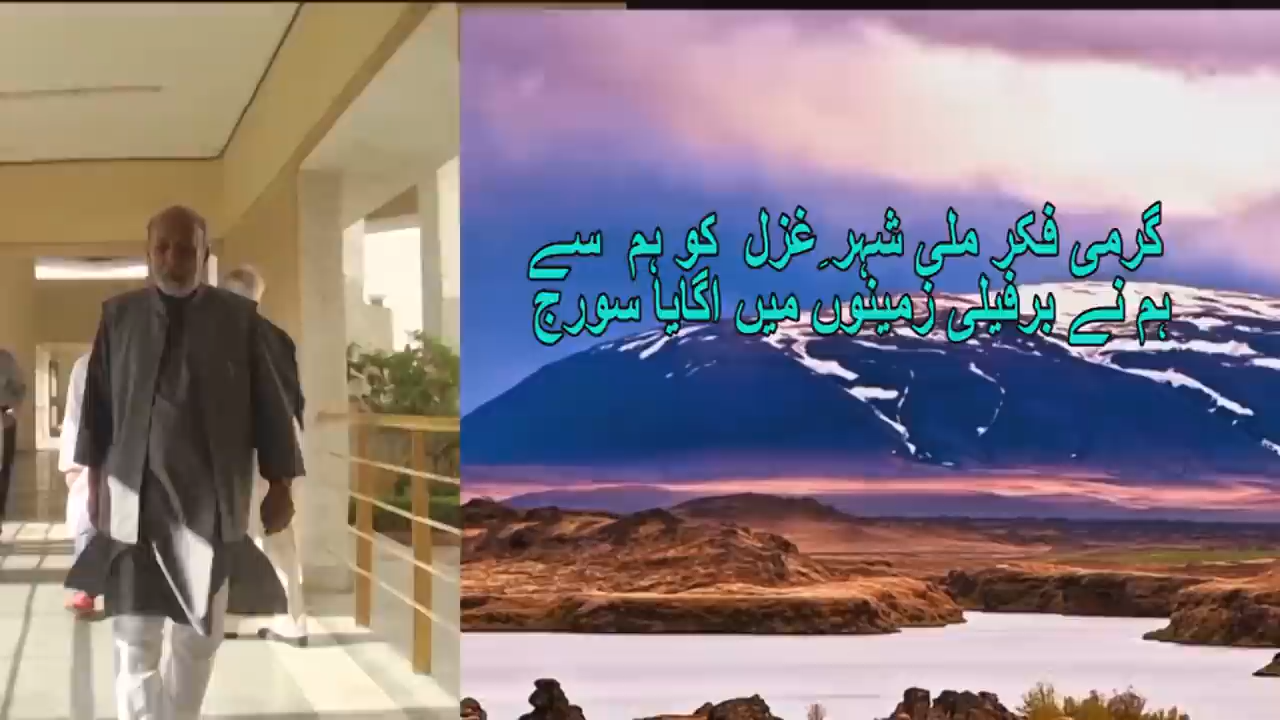 گرمی فکر ملی شہرِ غزل کو ہم سے
ہم نے برفیلی زمینوں میں اگایا سورج